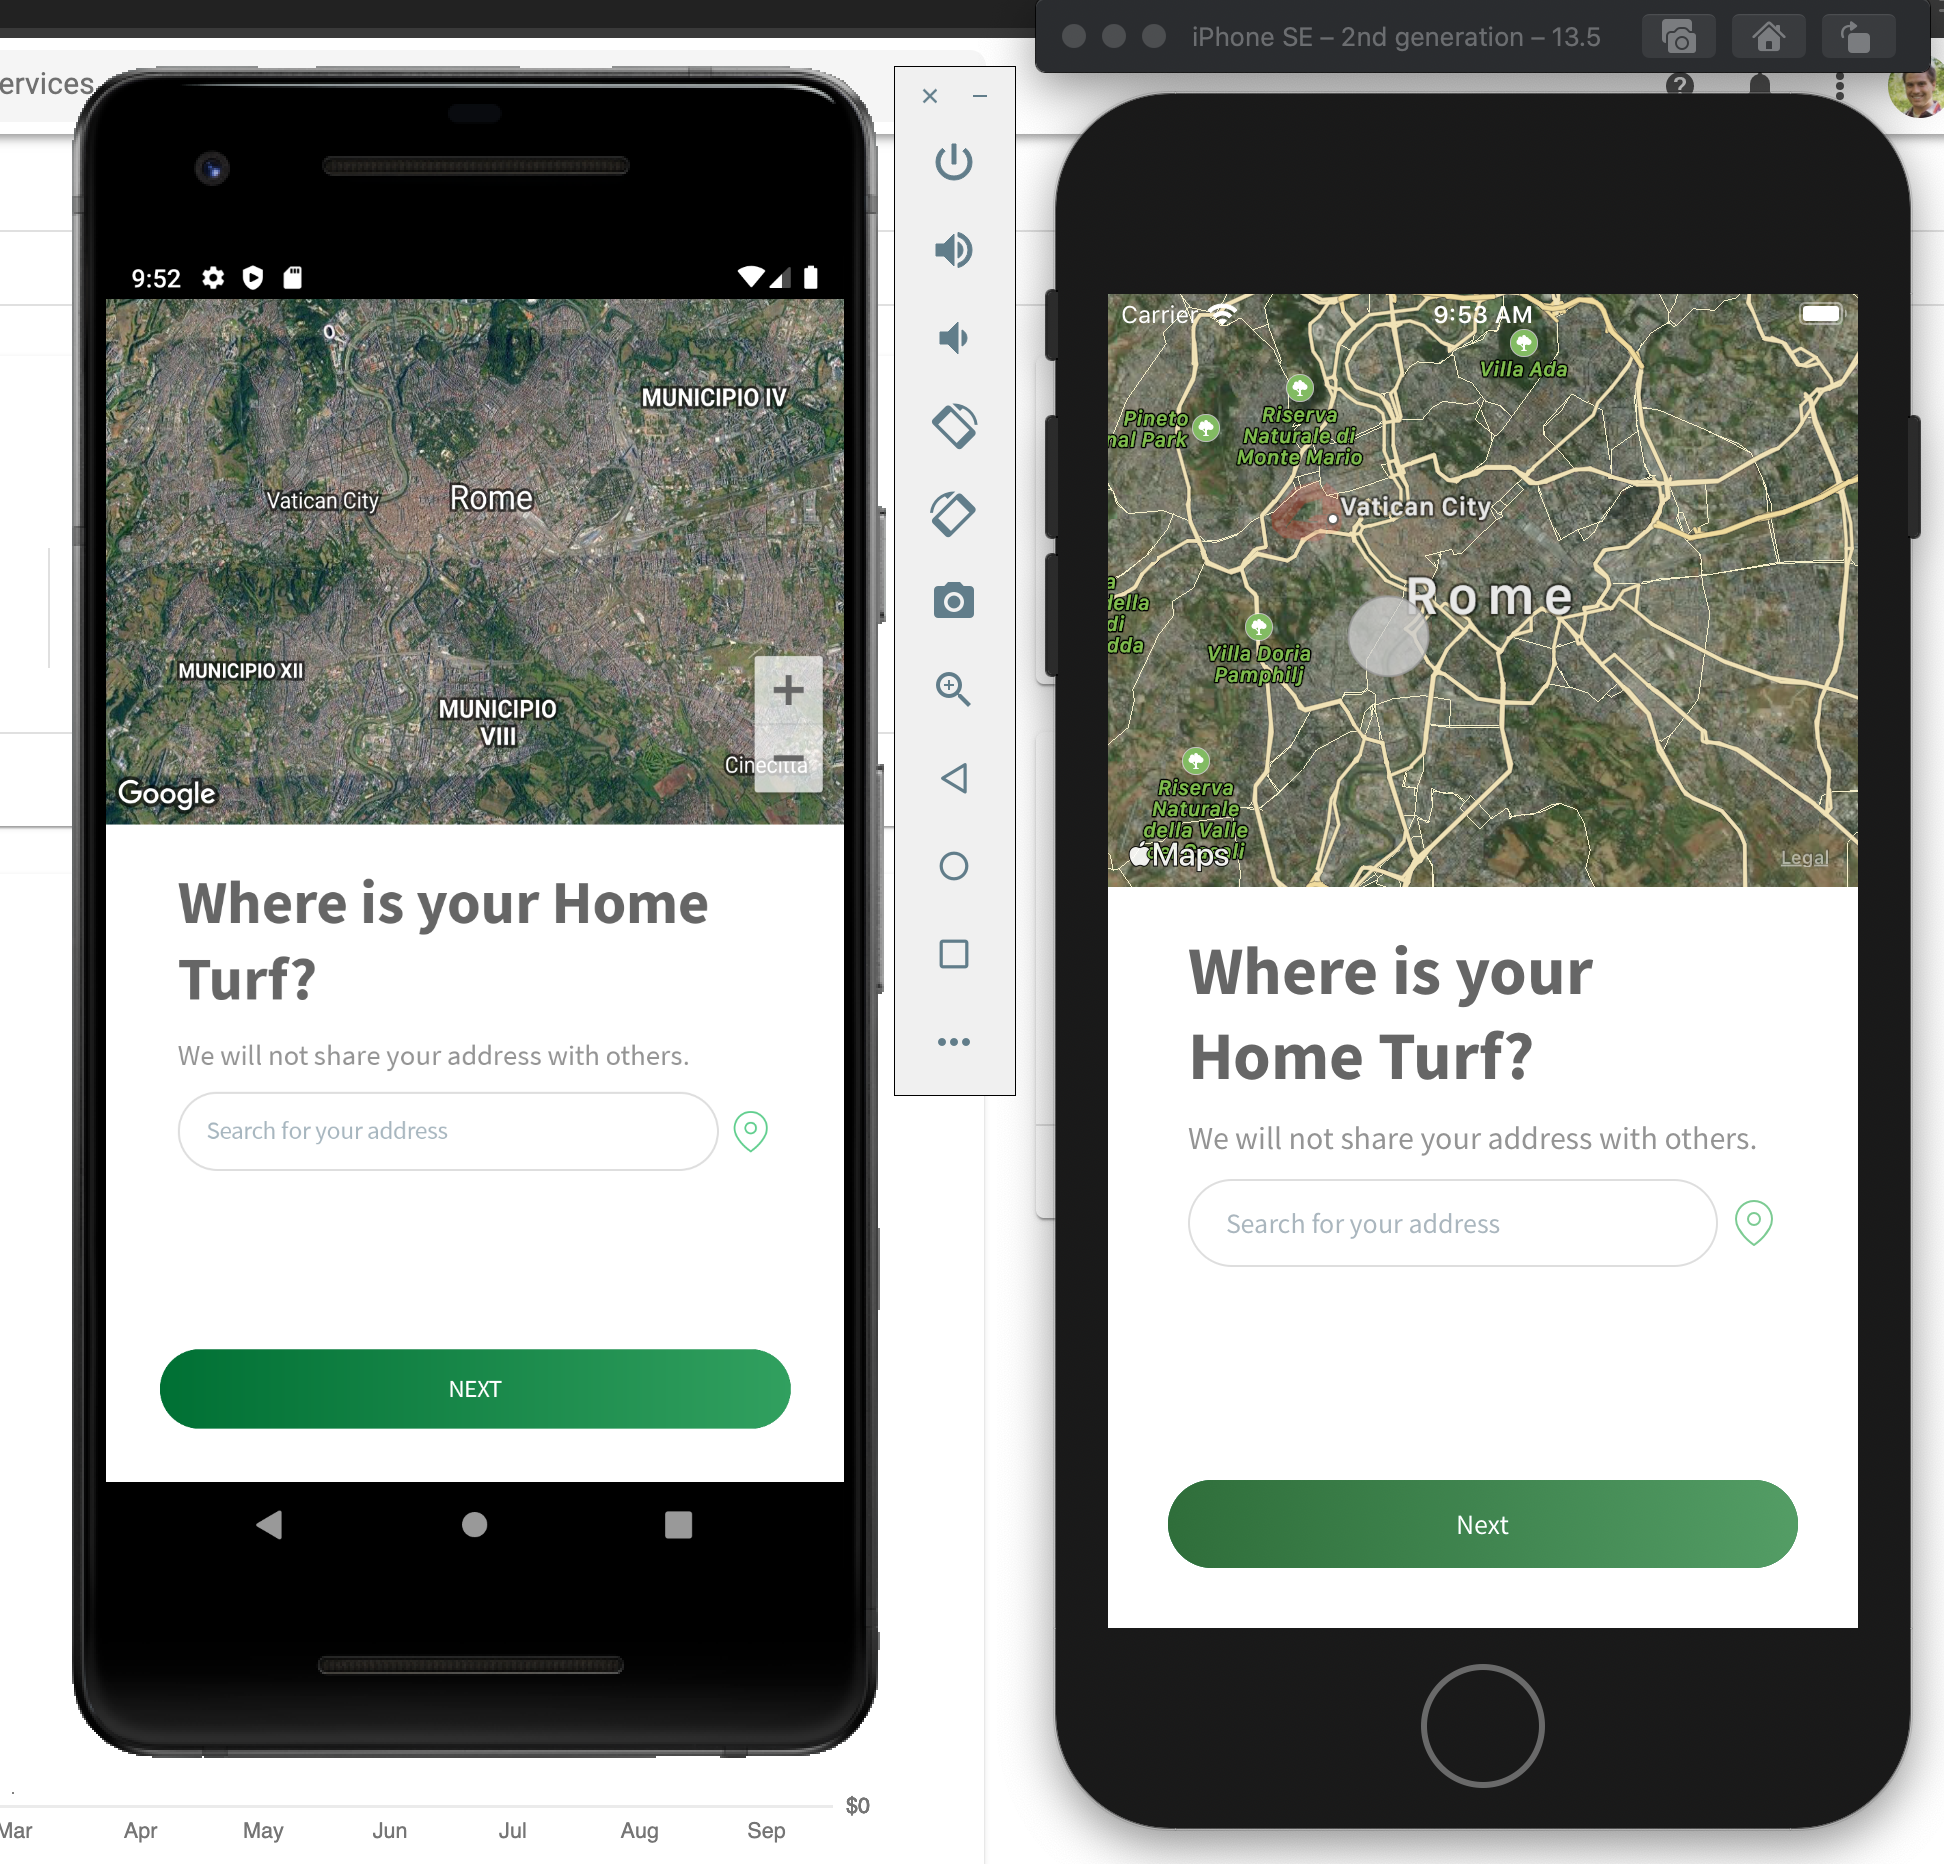 ervices
iPhone SE – 2nd generation – 13.5
9:52
MUNICIPIO IV
Vatican City
Rome
MUNICIPIO XII
MUNICIPIO
VIII
Cinecittà
Google
Where is your Home
Turf?
We will not share your address with others.
Search for your address
NEXT
Carrier
9:53 AM
Villa Ada
Pineto
nal Park
Riserva
Naturale di
Monte Mario
Vatican City
Rome
della
di
dda
Villa Doria
Pamphilj
Riserva
Naturale
della Valle
Maps
Legal
Where is your
Home Turf?
We will not share your address with others.
Search for your address
Next
$0
Mar
Apr
May
Jun
Jul
Aug
Sep